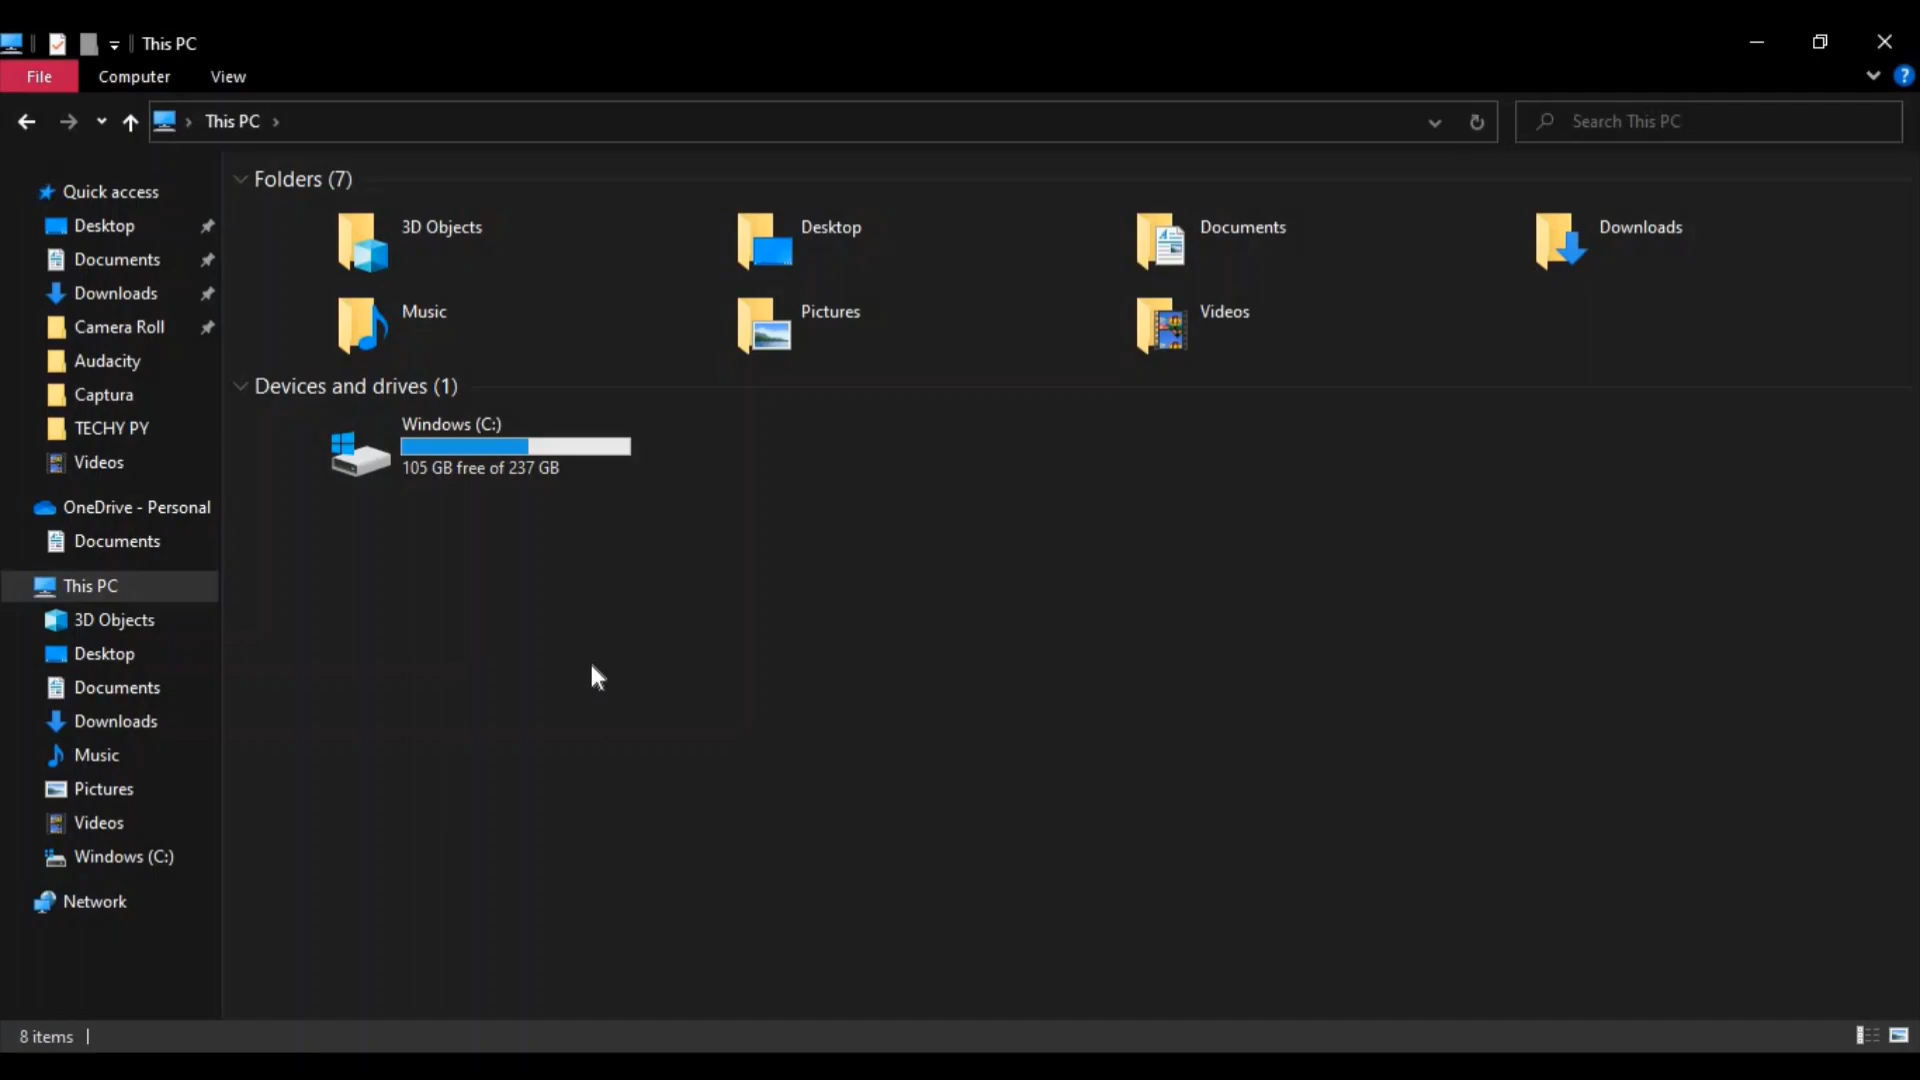 This PC
File Computer View
This PC
Search This PC
Quick access
Desktop
Documents
Downloads
Camera Roll
Audacity
Captura
TECHY PY
Videos
OneDrive - Personal
Documents
This PC
3D Objects
Desktop
Documents
Downloads
Music
Pictures
Videos
Windows (C:)
Network
Folders (7)
3D Objects
Desktop
Documents
Downloads
Music
Pictures
Videos
Devices and drives (1)
Windows (C:)
105 GB free of 237 GB
8 items